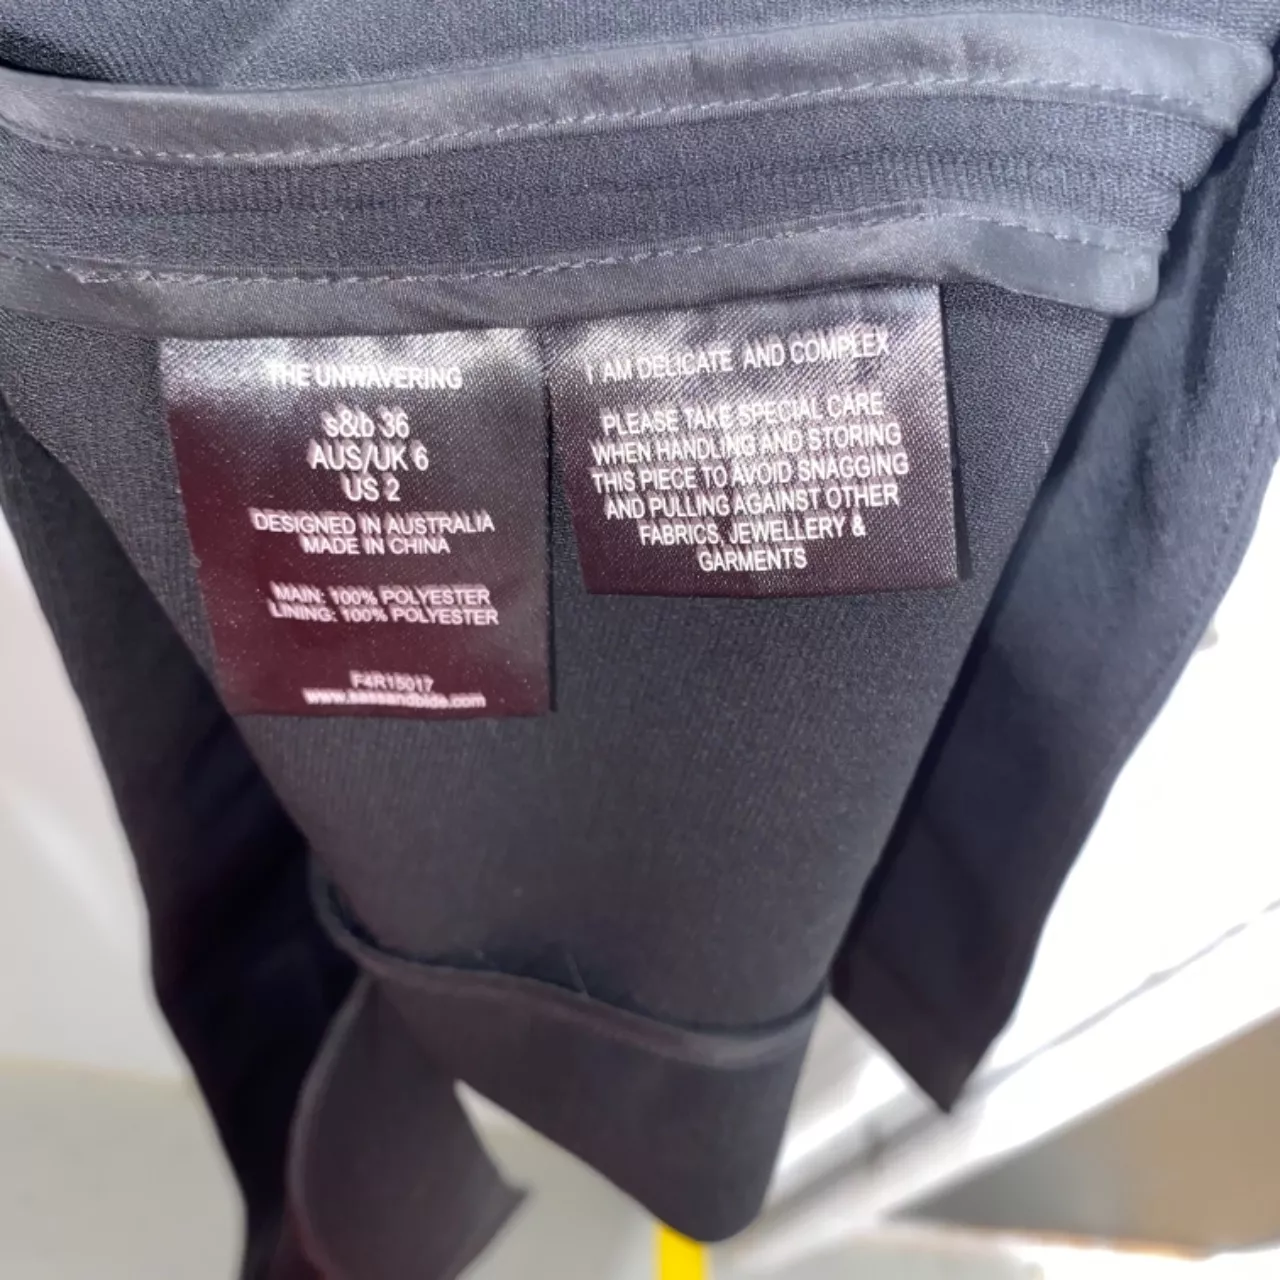 THE UNWAVERING
s&b 36
AUS/UK 6
US 2
DESIGNED IN AUSTRALIA
MADE IN CHINA
MAIN: 100% POLYESTER
LINING: 100% POLYESTER
F4R15017
www.sassandbide.com
I AM DELICATE AND COMPLEX
PLEASE TAKE SPECIAL CARE
WHEN HANDLING AND STORING
THIS PIECE TO AVOID SNAGGING
AND PULLING AGAINST OTHER
FABRICS, JEWELLERY &
GARMENTS